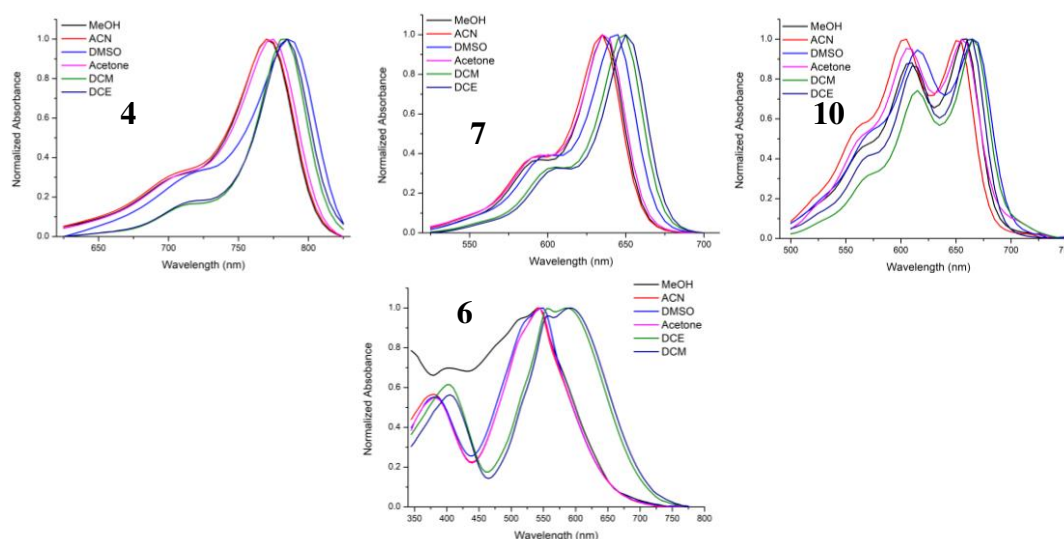 MeOH
ACN
DMSO
Acetone
DCM
DCE
4
Normalized Absorbance
1.0
0.8
0.6
0.4
0.2
0.0
650 700 750 800
Wavelength (nm)
MeOH
ACN
DMSO
Acetone
DCM
DCE
7
Normalized Absorbance
1.0
0.8
0.6
0.4
0.2
0.0
550 600 650 700
Wavelength (nm)
MeOH
ACN
DMSO
Acetone
DCM
DCE
10
Normalized Absorbance
1.0
0.8
0.6
0.4
0.2
0.0
500 550 600 650 700
Wavelength (nm)
6
MeOH
ACN
DMSO
Acetone
DCE
DCM
Normalized Absorbance
1.0
0.8
0.6
0.4
0.2
0.0
350 400 450 500 550 600 650 700 750 800
Wavelength (nm)